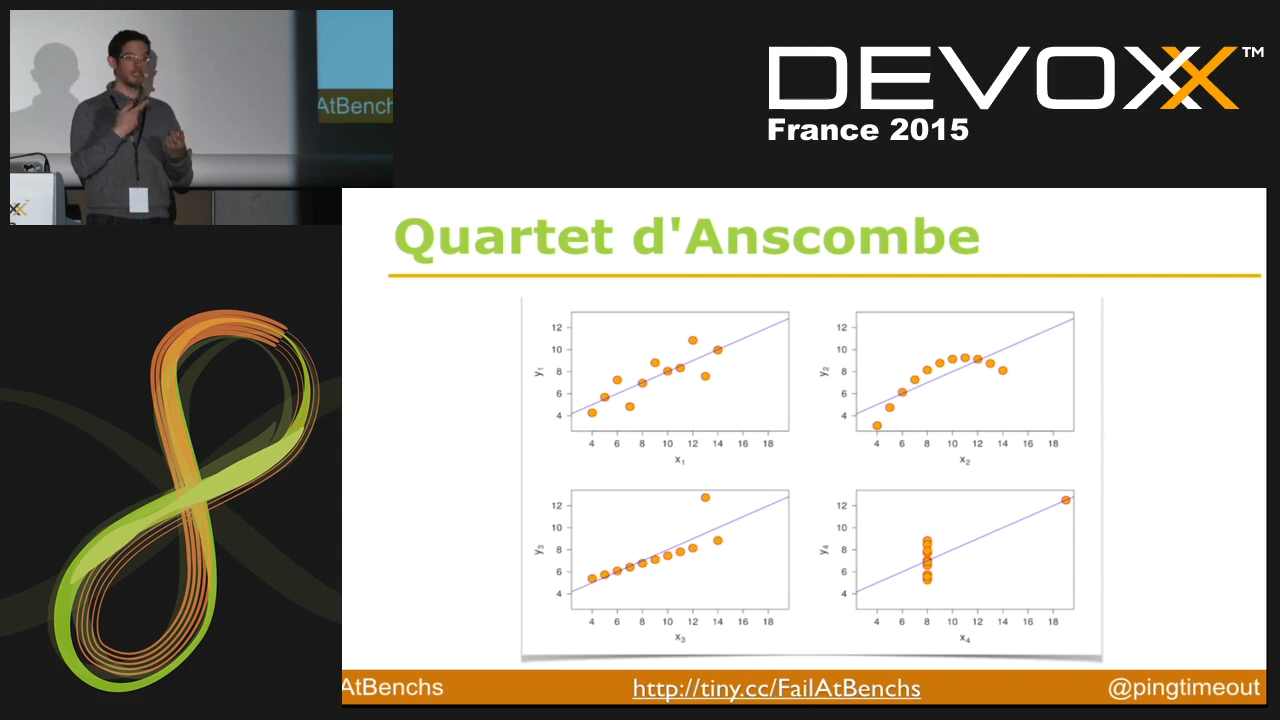 AtBench
DEVOXX™
France 2015
Quartet d'Anscombe
12
10
8
6
4
y1
4 6 8 10 12 14 16 18
x1
12
10
8
6
4
y2
4 6 8 10 12 14 16 18
x2
12
10
8
6
4
y3
4 6 8 10 12 14 16 18
x3
12
10
8
6
4
y4
4 6 8 10 12 14 16 18
x4
AtBenchs
http://tiny.cc/FailAtBenchs
@pingtimeout